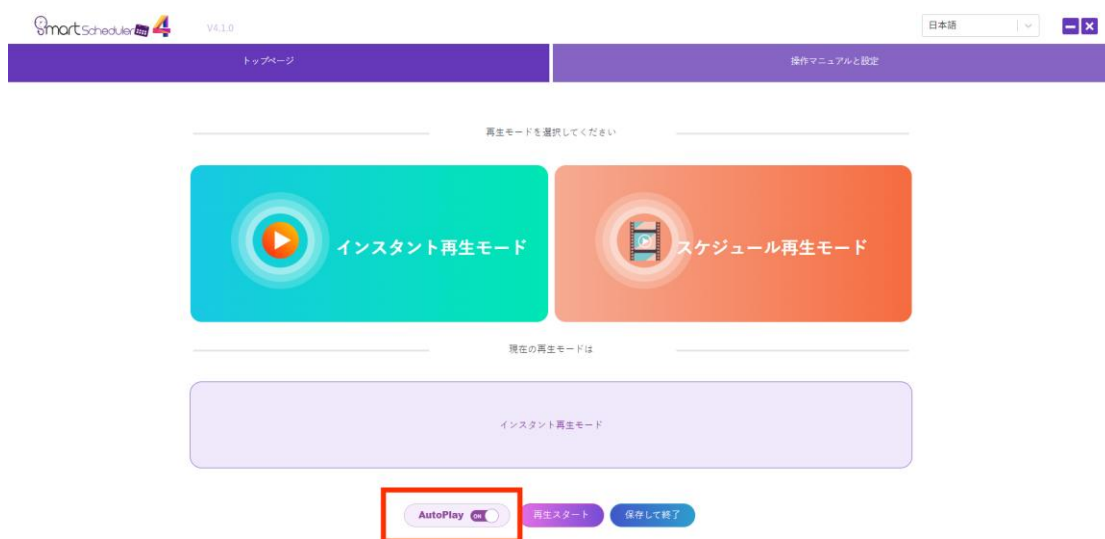 Smart Scheduler 4 V4.1.0 日本語
トップページ 操作マニュアルと設定
再生モードを選択してください
インスタント再生モード スケジュール再生モード
現在の再生モードは
インスタント再生モード
AutoPlay ON 再生スタート 保存して終了